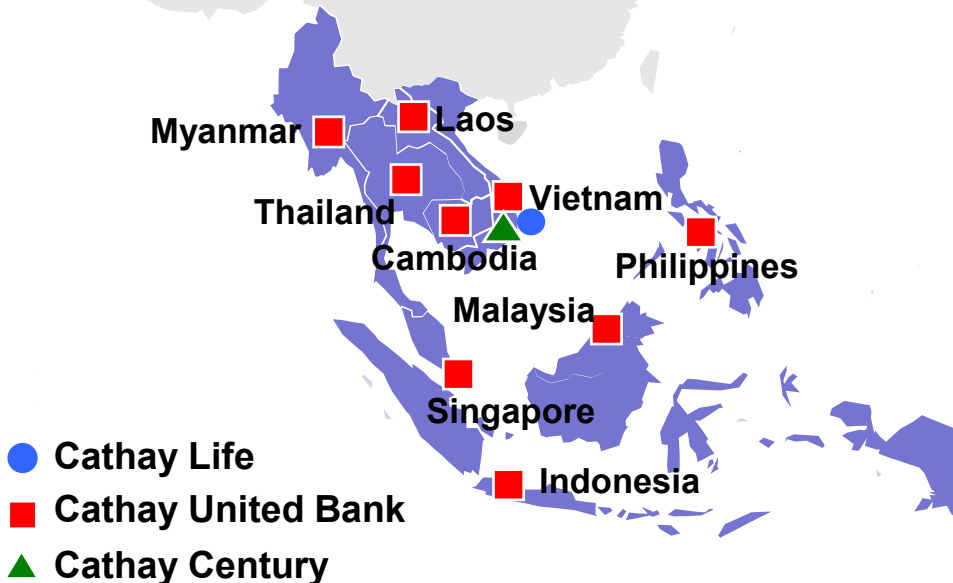 Laos
Myanmar
Vietnam
Thailand
Cambodia
Philippines
Malaysia
Singapore
Cathay Life
Indonesia
Cathay United Bank
Cathay Century